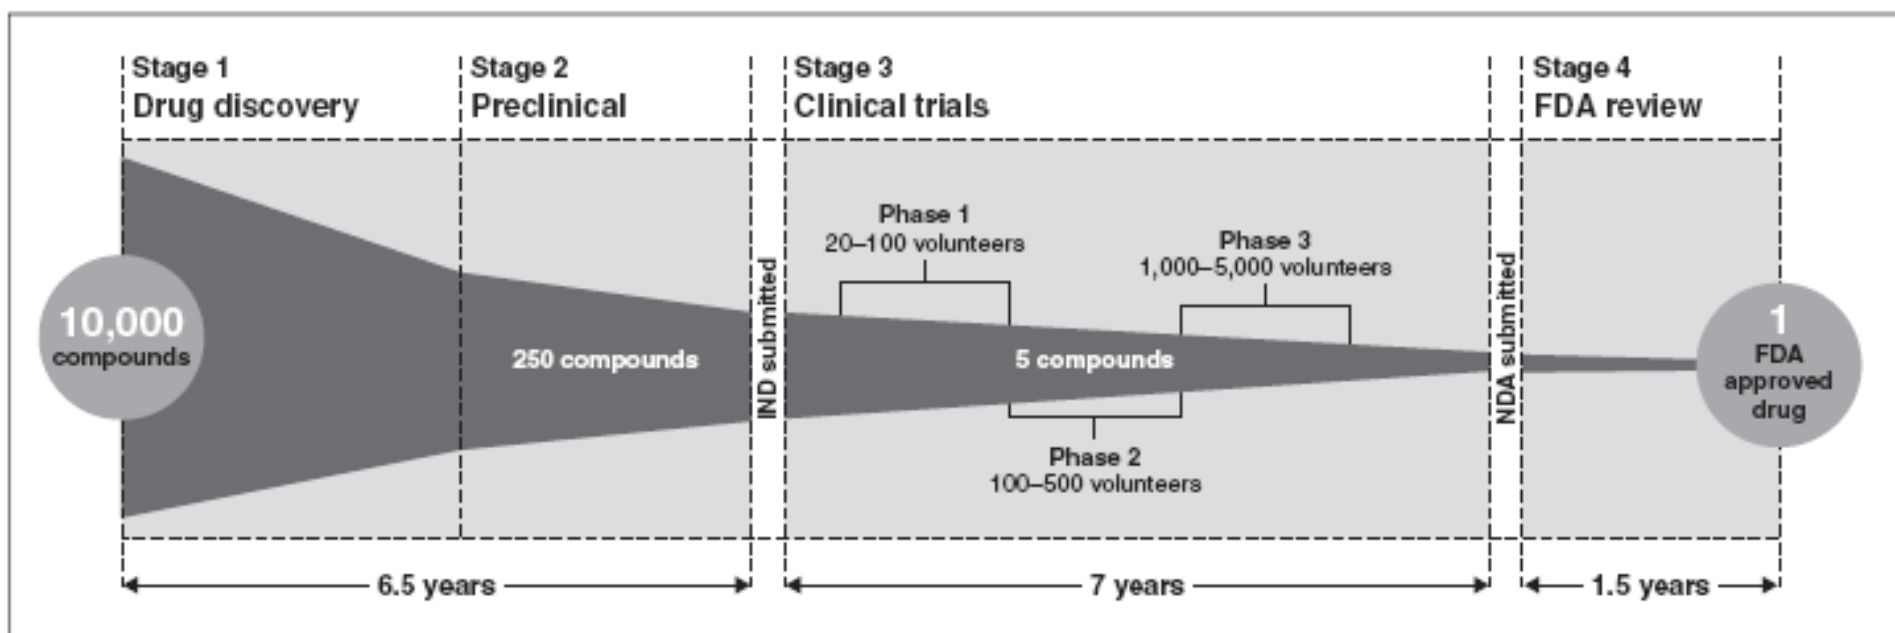 Stage 1
Drug discovery
Stage 2
Preclinical
Stage 3
Clinical trials
Stage 4
FDA review
10,000
compounds
250 compounds
IND submitted
Phase 1
20–100 volunteers
5 compounds
Phase 2
100–500 volunteers
Phase 3
1,000–5,000 volunteers
NDA submitted
1
FDA
approved
drug
6.5 years
7 years
1.5 years